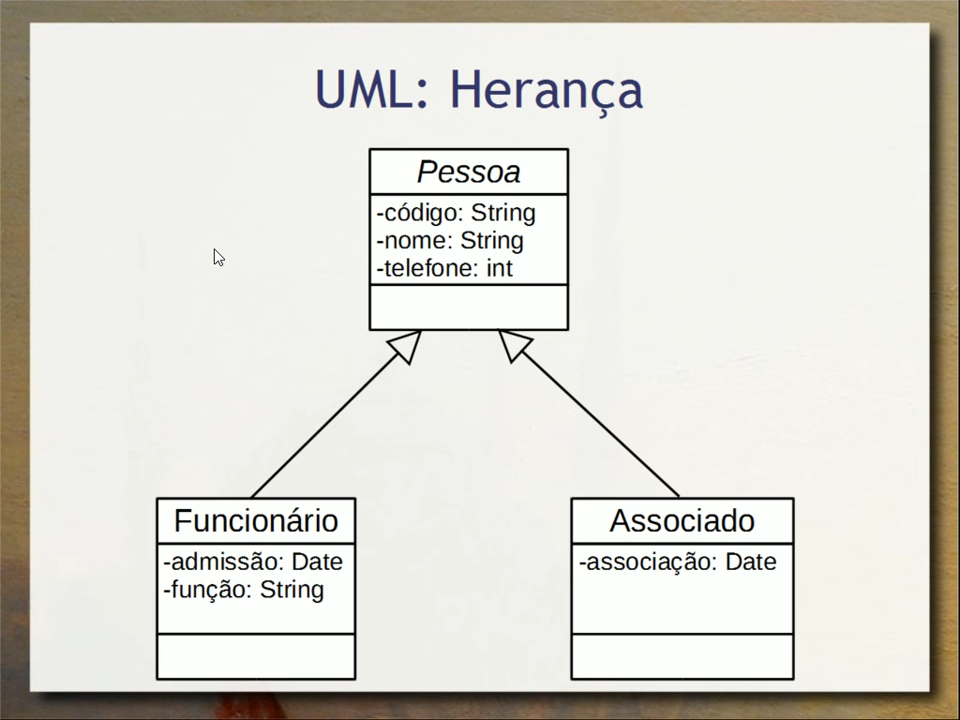 UML: Herança
Pessoa
-código: String
-nome: String
-telefone: int
Funcionário
-admissão: Date
-função: String
Associado
-associação: Date